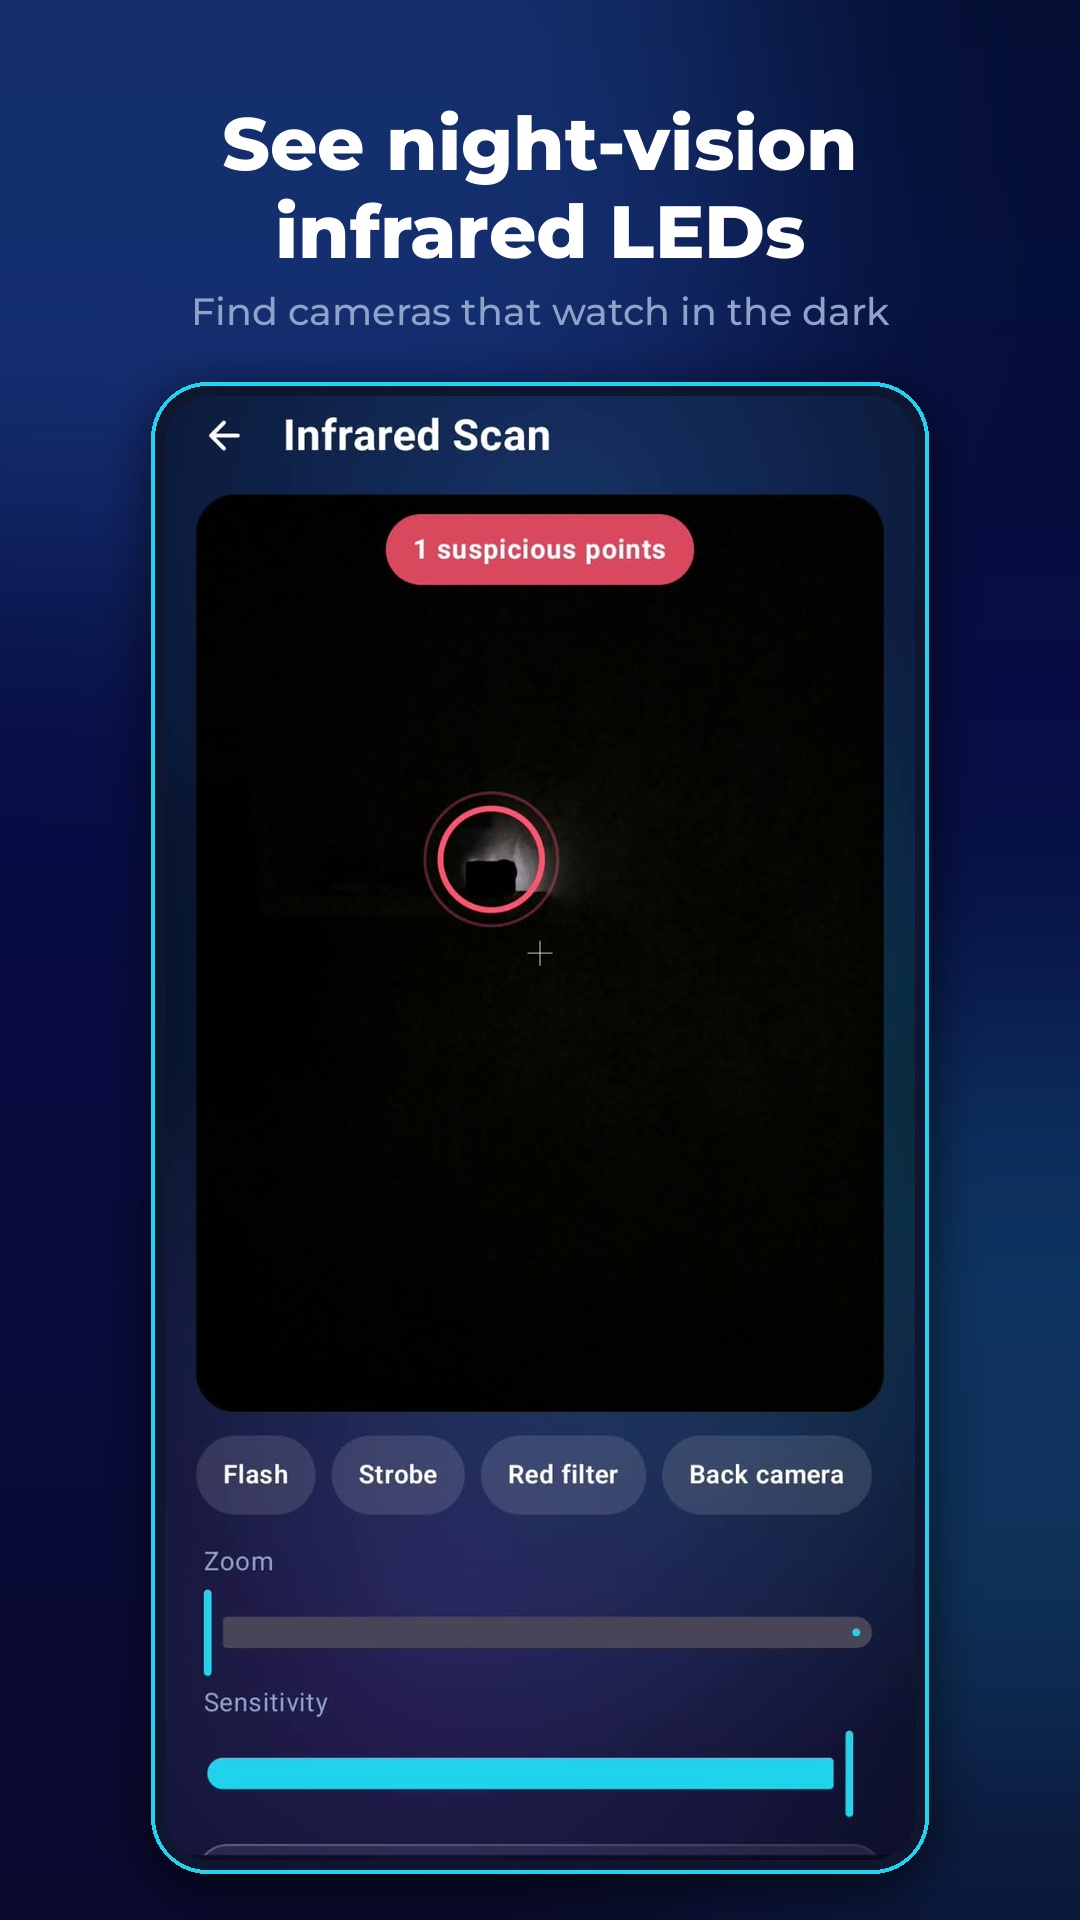 See night-vision
infrared LEDs
Find cameras that watch in the dark
Infrared Scan
1 suspicious points
Flash
Strobe
Red filter
Back camera
Zoom
Sensitivity